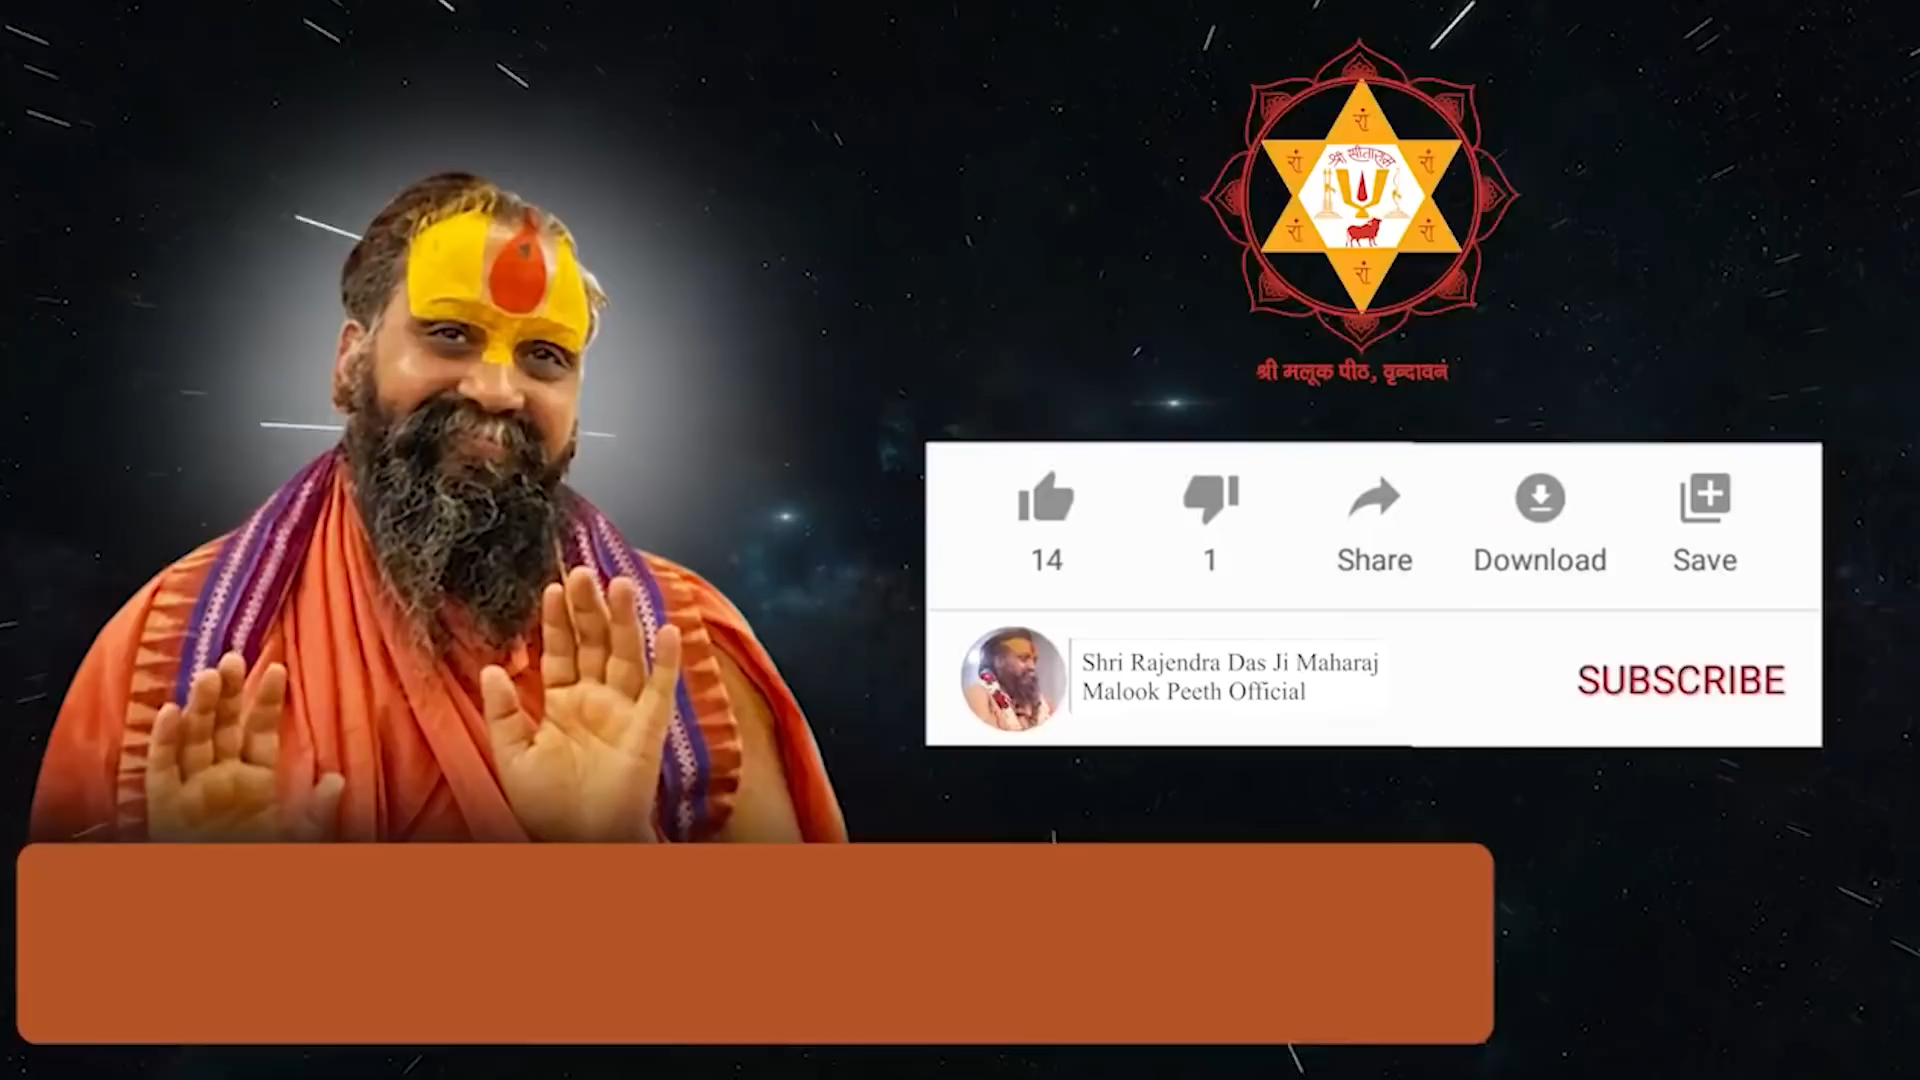 रां
रां
रां
श्री सीताराम
रां
रां
रां
श्री मलूक पीठ, वृन्दावन
14
1
Share
Download
Save
Shri Rajendra Das Ji Maharaj
Malook Peeth Official
SUBSCRIBE